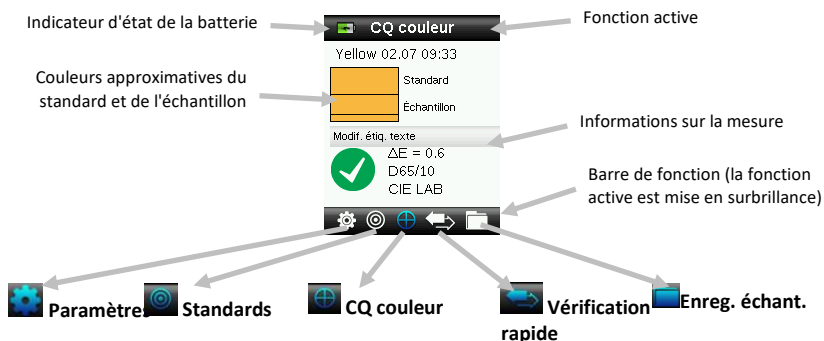 Indicateur d'état de la batterie
CQ couleur
Fonction active
Yellow 02.07 09:33
Couleurs approximatives du
standard et de l'échantillon
Standard
Échantillon
Informations sur la mesure
Modif. étiq. texte
ΔE = 0.6
D65/10
CIE LAB
Barre de fonction (la fonction
active est mise en surbrillance)
Paramètres
Standards
CQ couleur
Vérification
rapide
Enreg. échant.